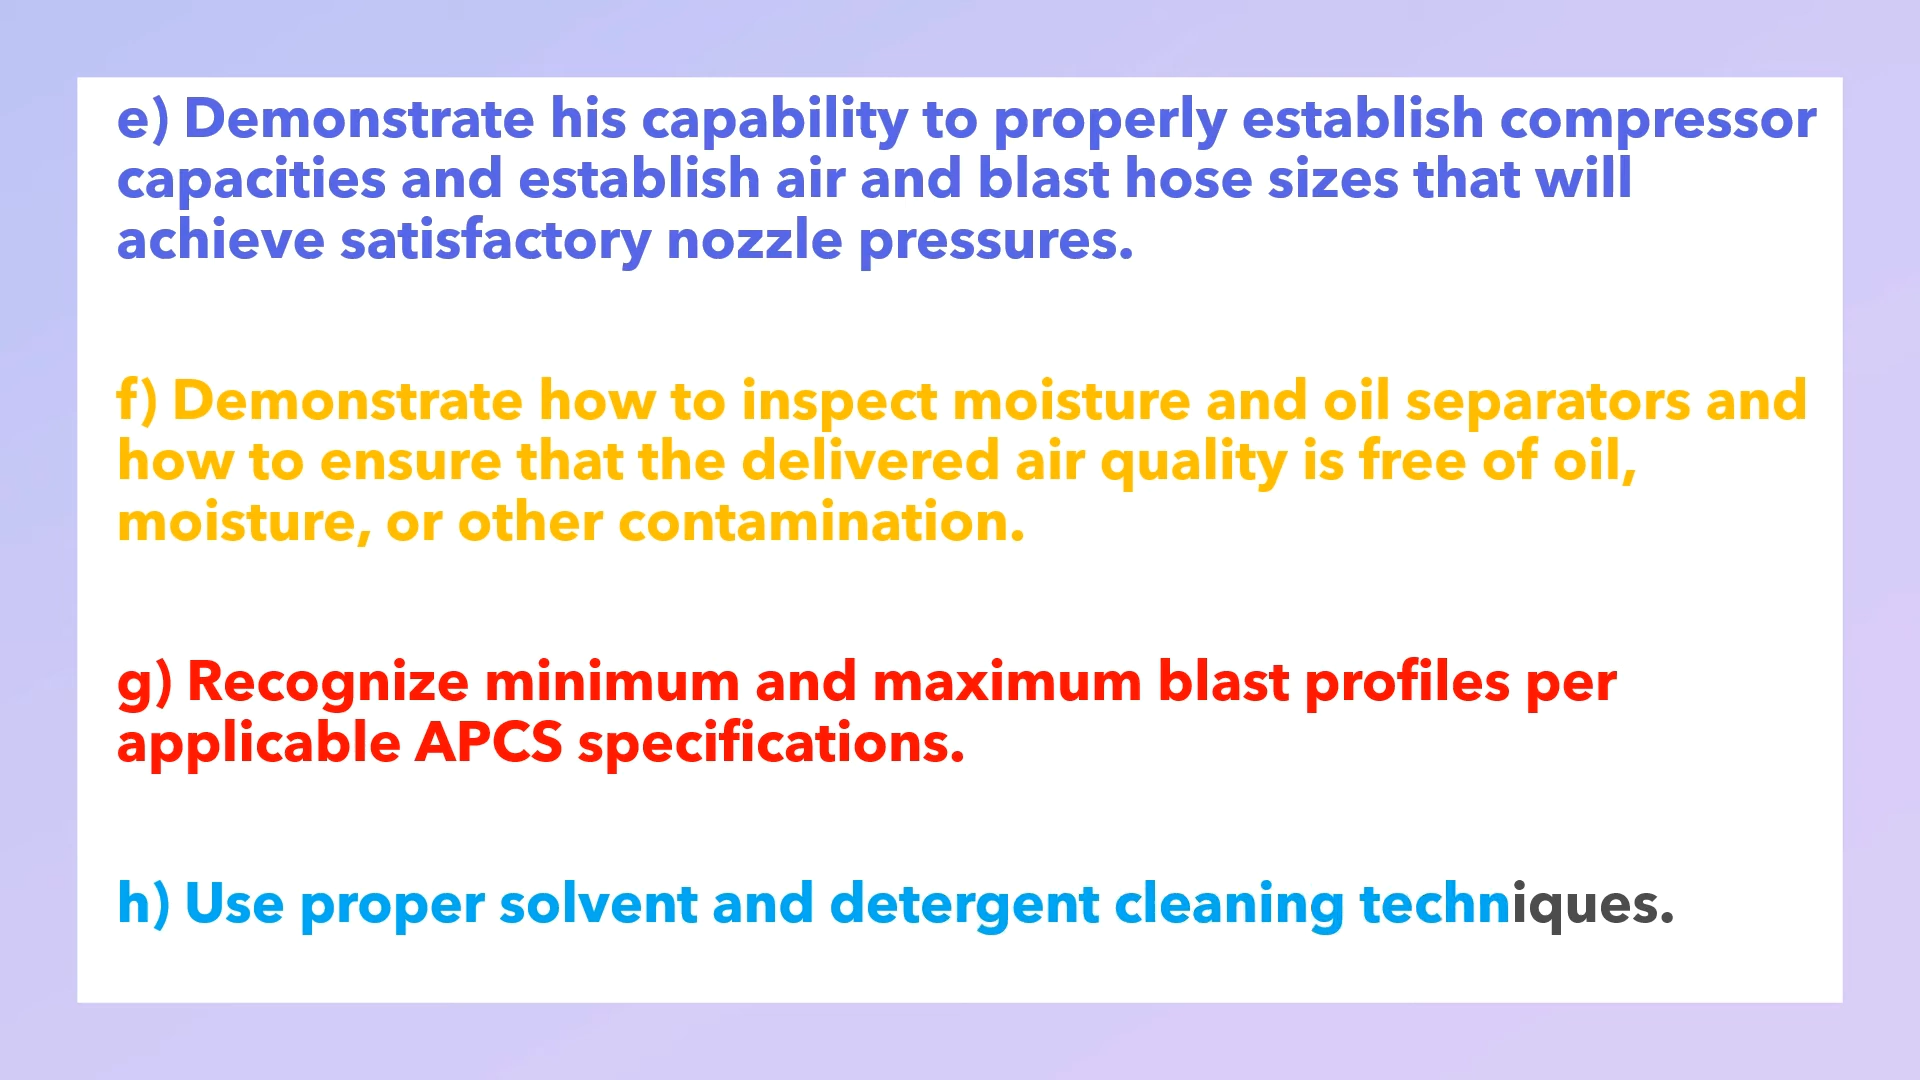 e) Demonstrate his capability to properly establish compressor
capacities and establish air and blast hose sizes that will
achieve satisfactory nozzle pressures.
f) Demonstrate how to inspect moisture and oil separators and
how to ensure that the delivered air quality is free of oil,
moisture, or other contamination.
g) Recognize minimum and maximum blast profiles per
applicable APCS specifications.
h) Use proper solvent and detergent cleaning techniques.